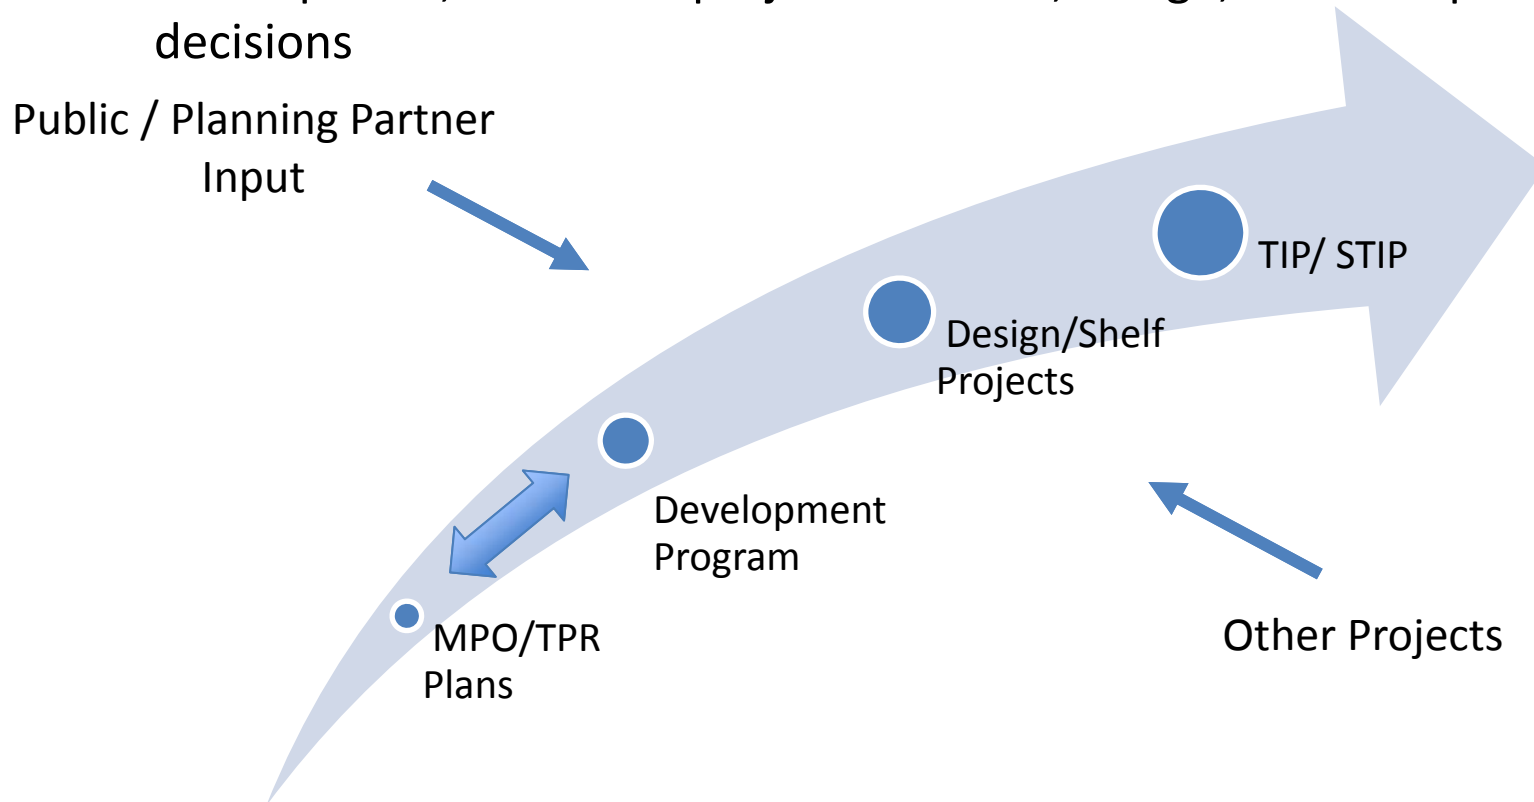 decisions
Public / Planning Partner
Input
TIP/ STIP
Design/Shelf
Projects
Development
Program
MPO/TPR
Plans
Other Projects